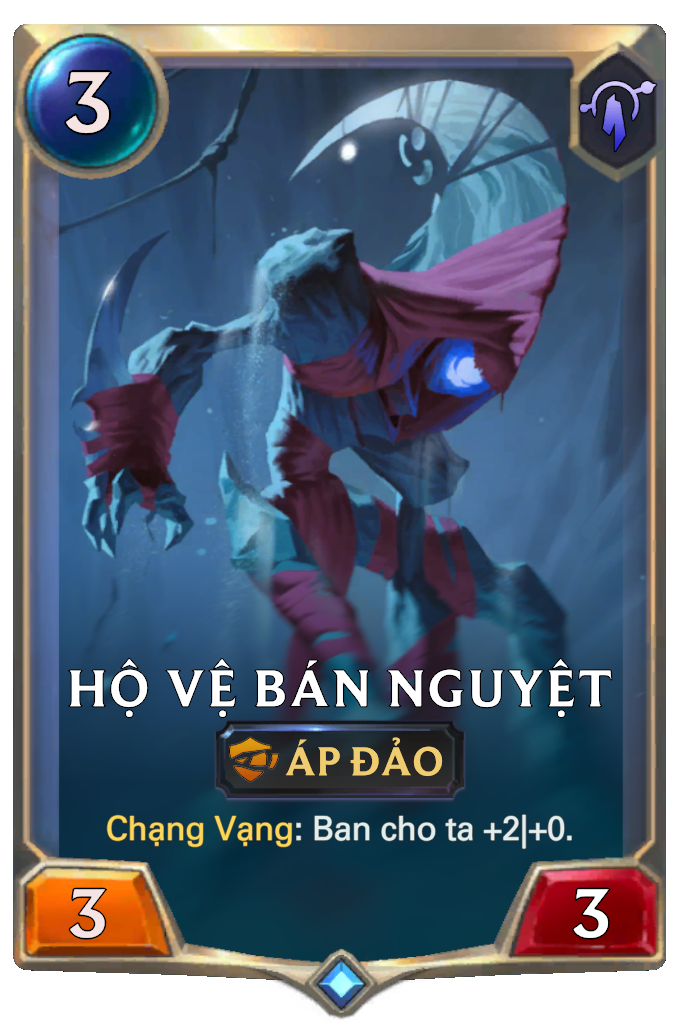 3
HỘ VỆ BÁN NGUYỆT
ÁP ĐẢO
Chạng Vạng: Ban cho ta +2|+0.
3
3